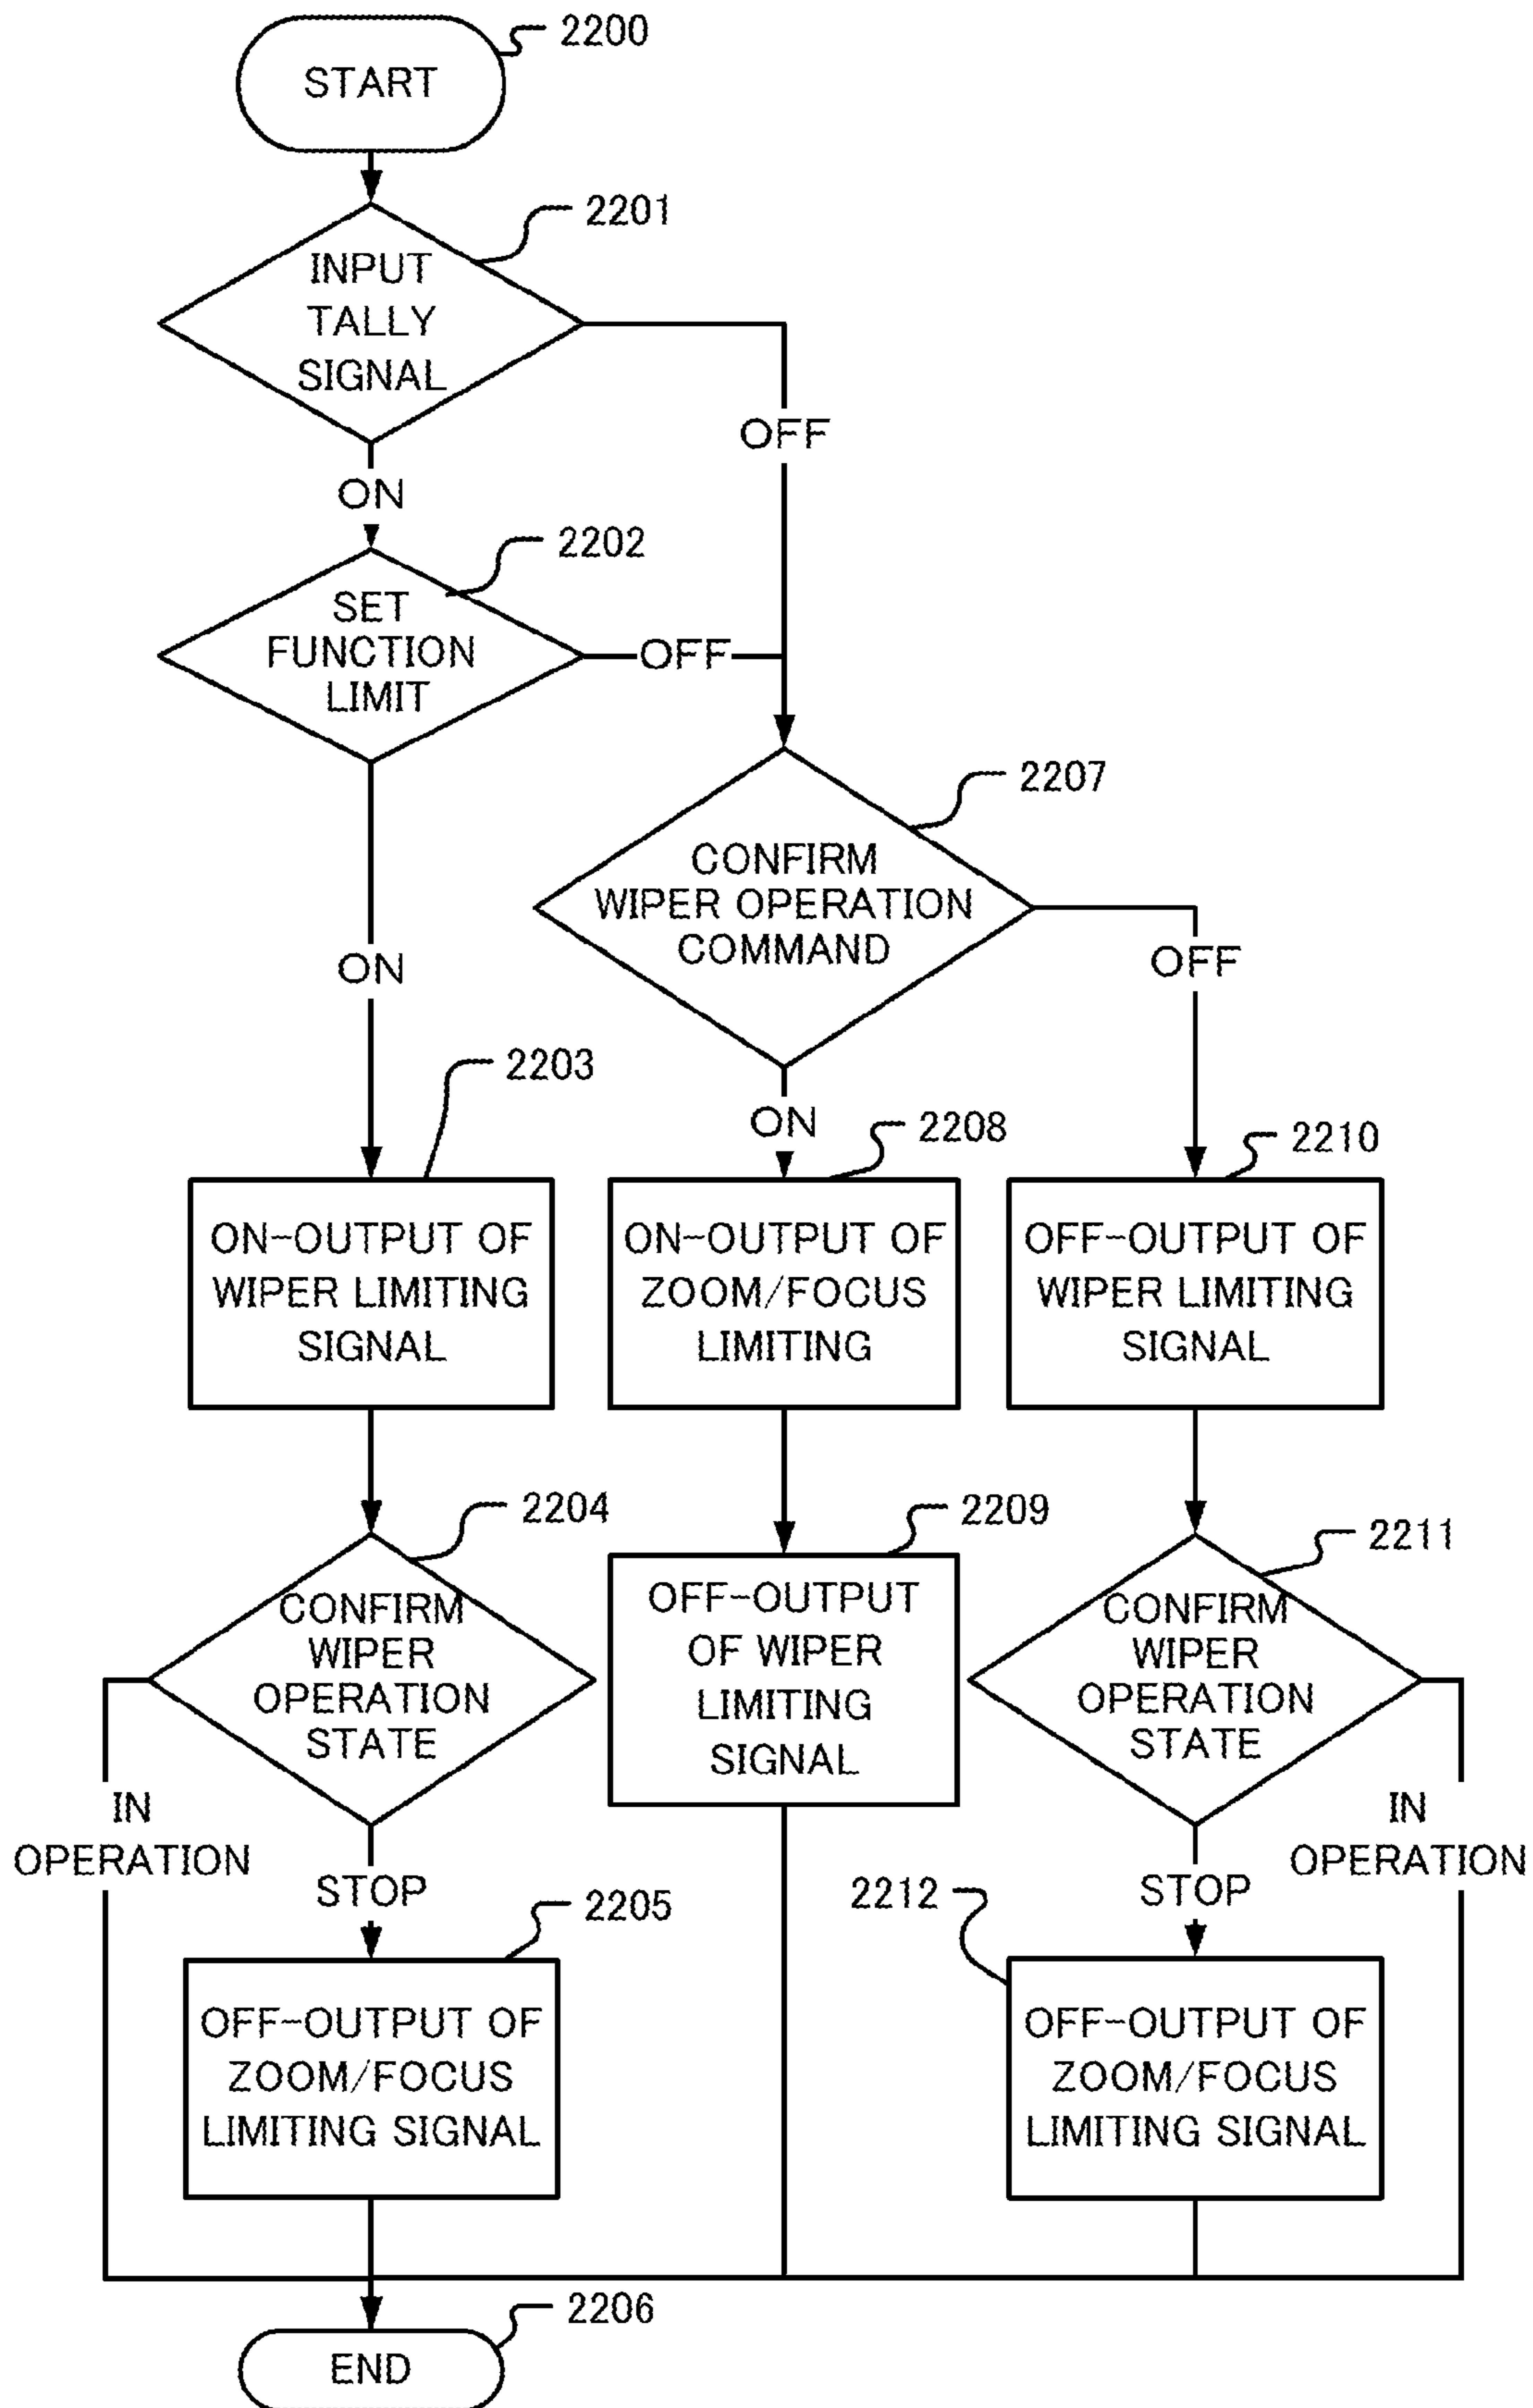 2200
START
2201
INPUT
TALLY
SIGNAL
OFF
ON
2202
SET
FUNCTION
LIMIT
OFF
2207
CONFIRM
WIPER OPERATION
COMMAND
OFF
ON
2203
ON
2208
2210
ON-OUTPUT OF
WIPER LIMITING
SIGNAL
ON-OUTPUT OF
ZOOM/FOCUS
LIMITING
OFF-OUTPUT OF
WIPER LIMITING
SIGNAL
2204
2209
2211
CONFIRM
WIPER
OPERATION
STATE
OFF-OUTPUT
OF WIPER
LIMITING
SIGNAL
CONFIRM
WIPER
OPERATION
STATE
IN
OPERATION
STOP
2205
2212
STOP
IN
OPERATION
OFF-OUTPUT OF
ZOOM/FOCUS
LIMITING SIGNAL
OFF-OUTPUT OF
ZOOM/FOCUS
LIMITING SIGNAL
2206
END